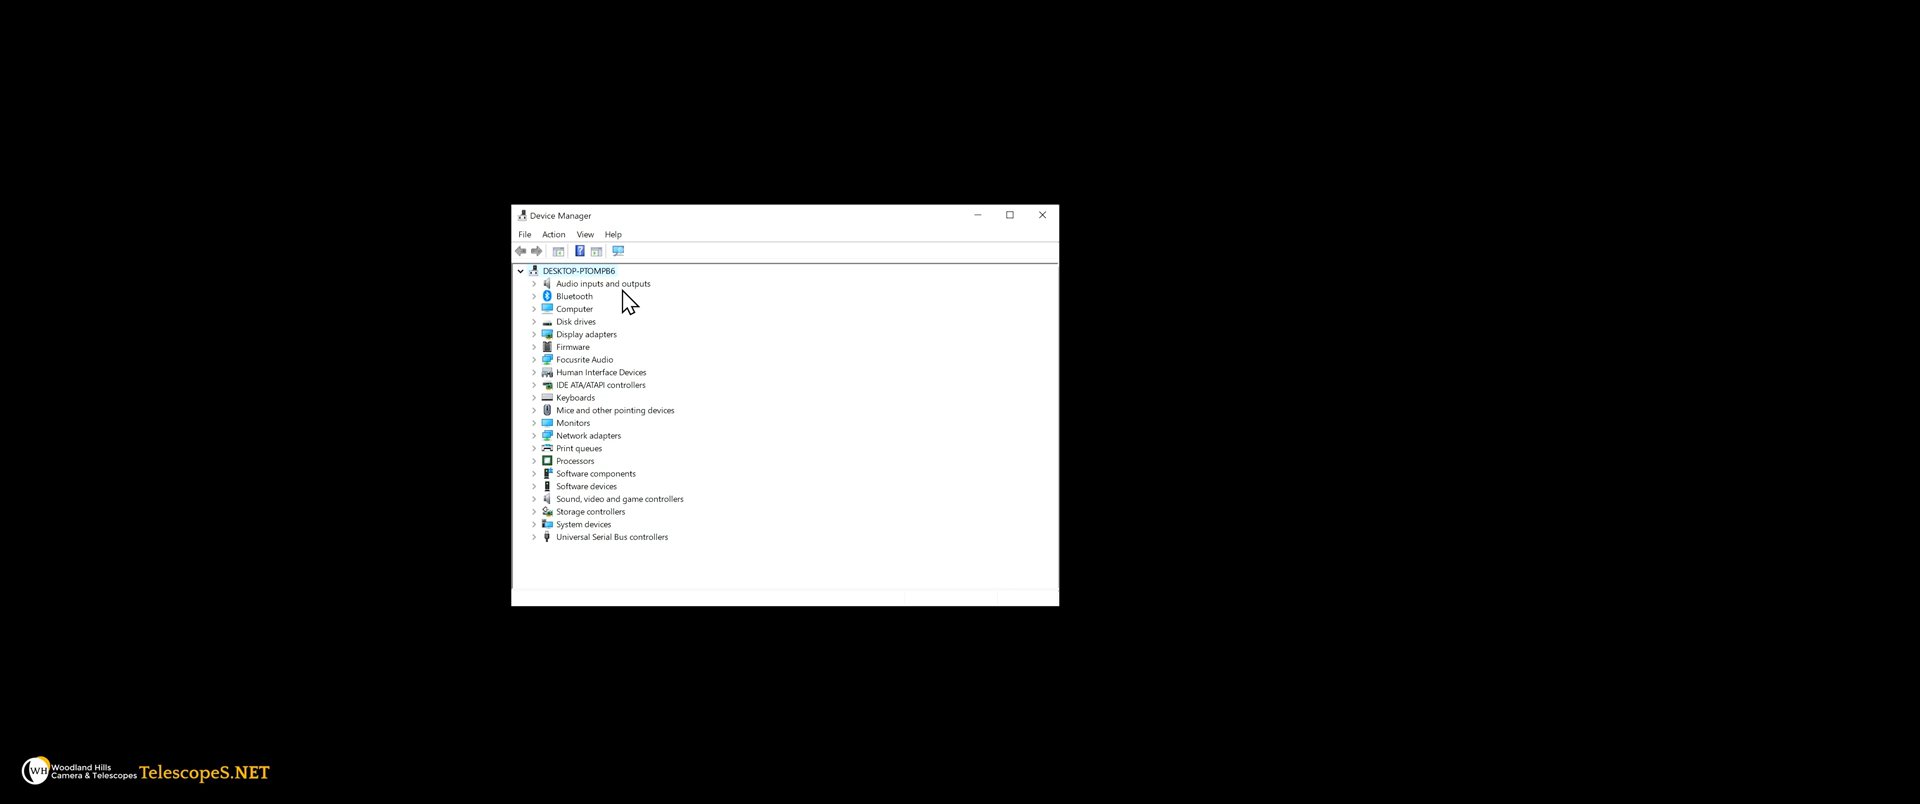 Device Manager
File Action View Help
DESKTOP-PTOMPB6
Audio inputs and outputs
Bluetooth
Computer
Disk drives
Display adapters
Firmware
Focusrite Audio
Human Interface Devices
IDE ATA/ATAPI controllers
Keyboards
Mice and other pointing devices
Monitors
Network adapters
Print queues
Processors
Software components
Software devices
Sound, video and game controllers
Storage controllers
System devices
Universal Serial Bus controllers
WH Woodland Hills
Camera & Telescopes TelescopeS.NET